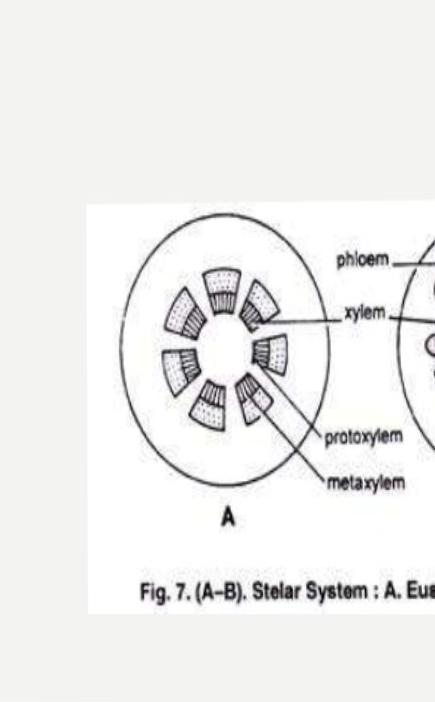 phloem
xylem
protoxylem
metaxylem
A
Fig. 7. (A–B). Stelar System : A. Eus